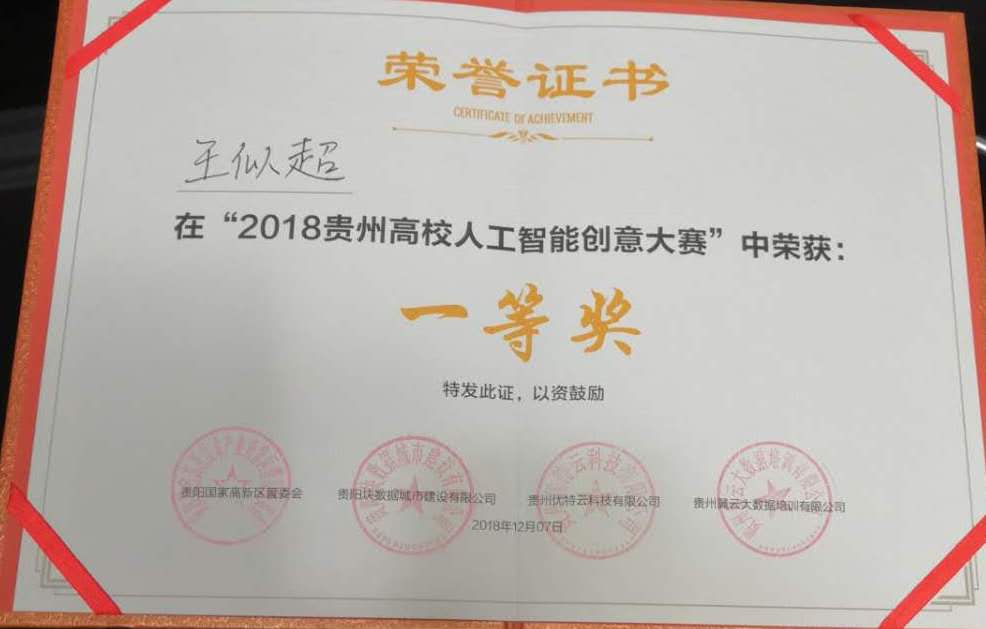 荣誉证书
CERTIFICATE OF ACHIEVEMENT
王似超
在“2018贵州高校人工智能创意大赛”中荣获：
一等奖
特发此证，以资鼓励
贵阳国家高新区管委会 贵阳块数据城市建设有限公司 贵州优特云科技有限公司 贵州翼云大数据培训有限公司
2018年12月07日